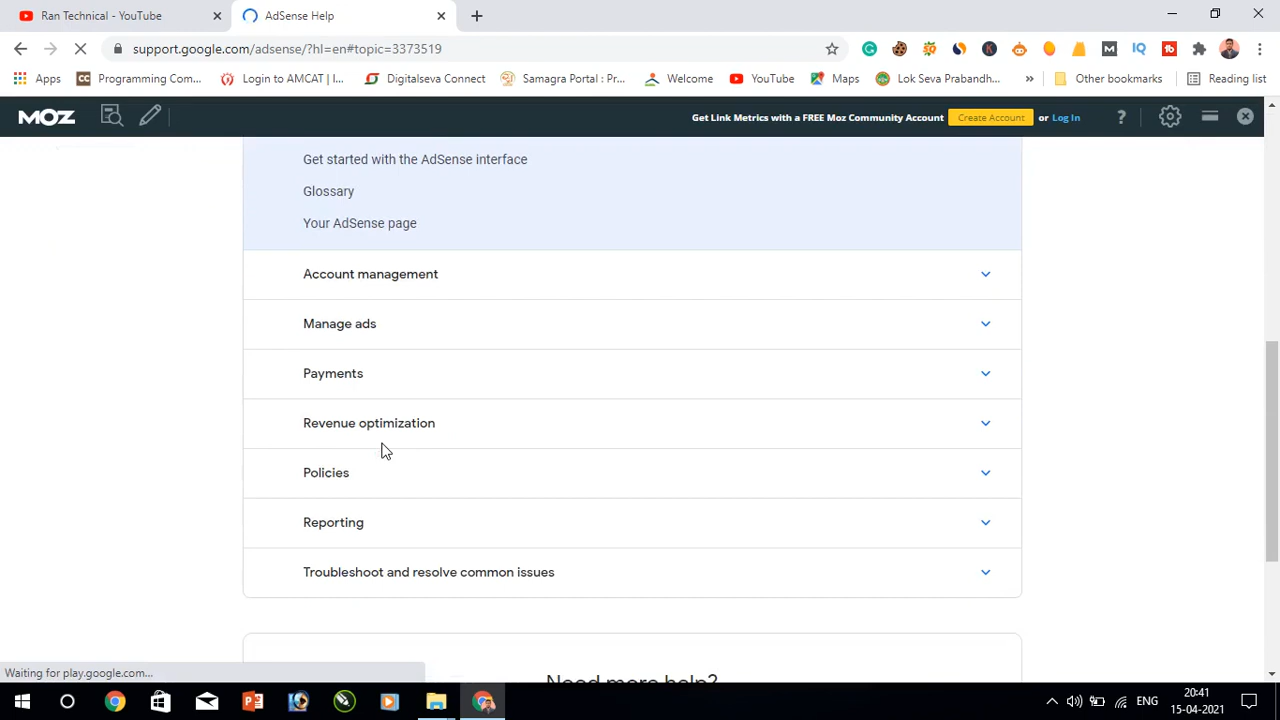 Ran Technical - YouTube
AdSense Help
support.google.com/adsense/?hl=en#topic=3373519
Apps
Programming Com...
Login to AMCAT | I...
Digitalseva Connect
Samagra Portal : Pr...
Welcome
YouTube
Maps
Lok Seva Prabandh...
»
Other bookmarks
Reading list
MOZ
Get Link Metrics with a FREE Moz Community Account
Create Account
or
Log In
?
Get started with the AdSense interface
Glossary
Your AdSense page
Account management
Manage ads
Payments
Revenue optimization
Policies
Reporting
Troubleshoot and resolve common issues
Need more help?
Waiting for play.google.com...
ENG
20:41
15-04-2021